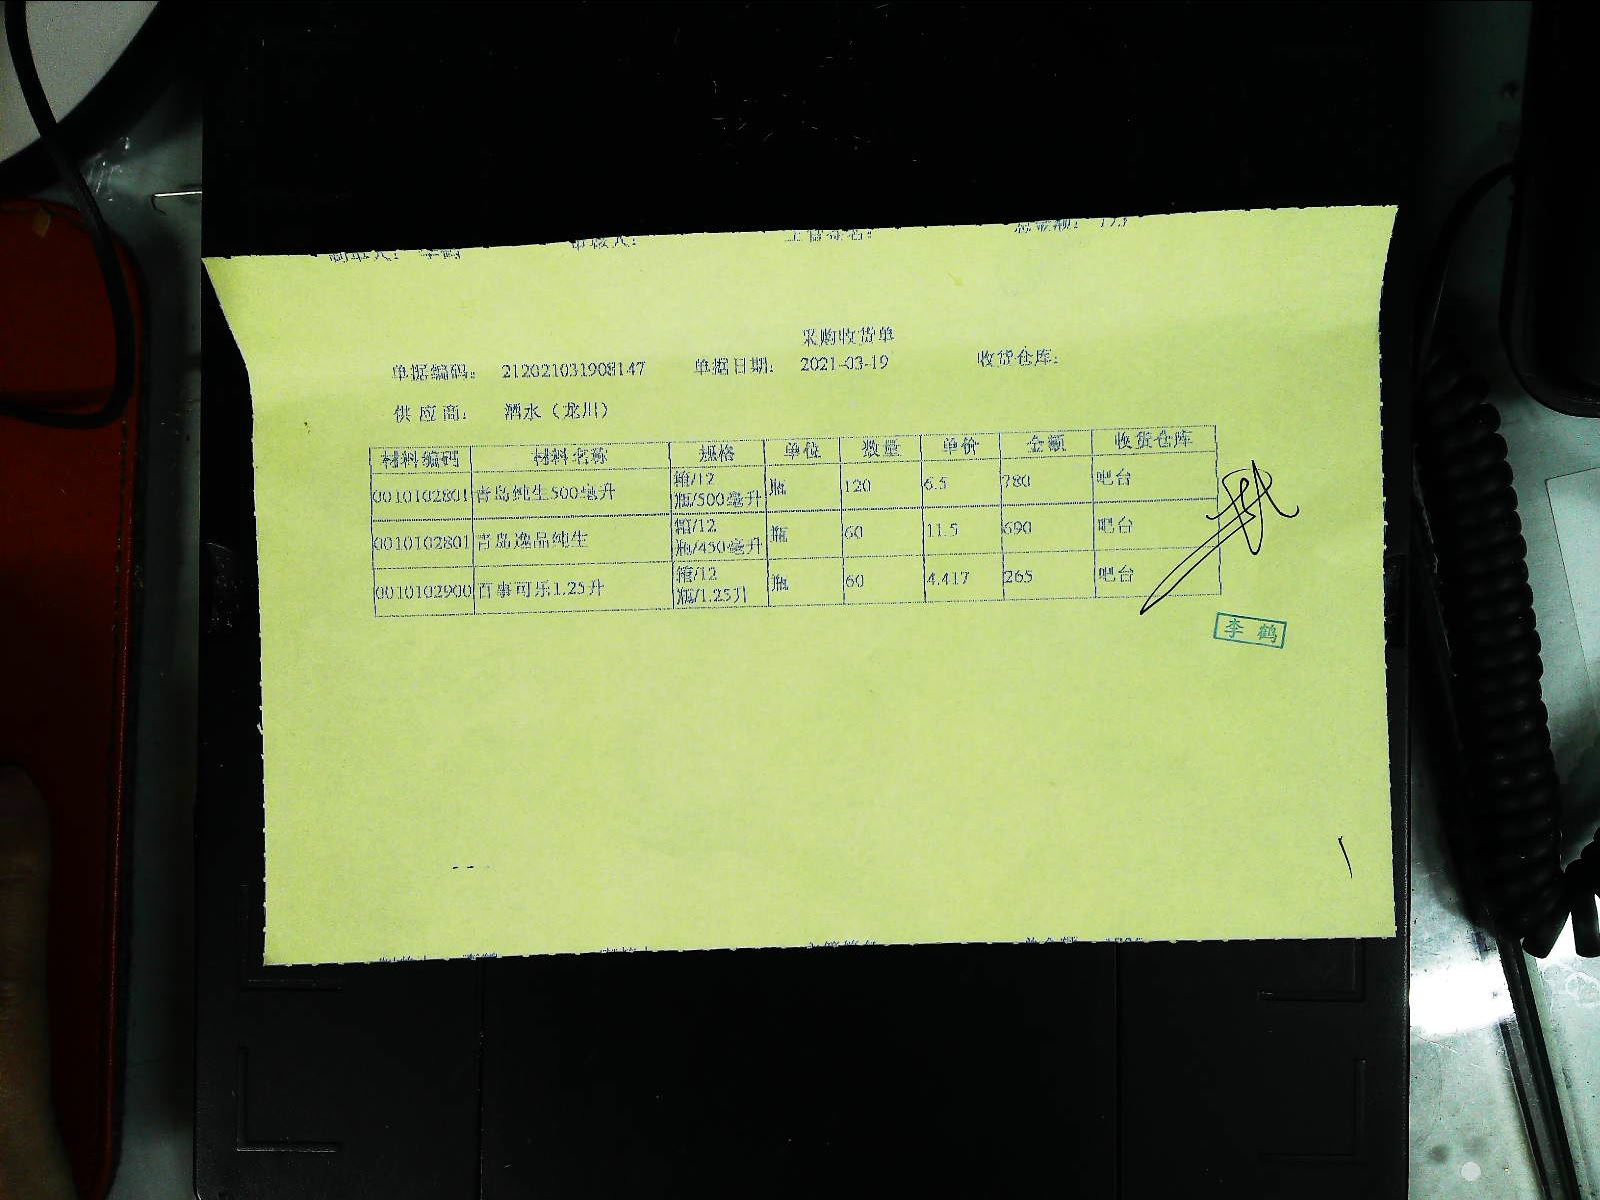 采购收货单
单据编码： 212021031908147 单据日期： 2021-03-19 收货仓库：
供 应 商： 酒水（龙川）
材料编码 材料名称 规格 单位 数量 单价 金额 收货仓库
0010102801 青岛纯生500毫升 箱/12瓶/500毫升 瓶 120 6.5 780 吧台
0010102801 青岛逸品纯生 箱/12瓶/450毫升 瓶 60 11.5 690 吧台
0010102900 百事可乐1.25升 箱/12瓶/1.25升 瓶 60 4.417 265 吧台
李 鹤